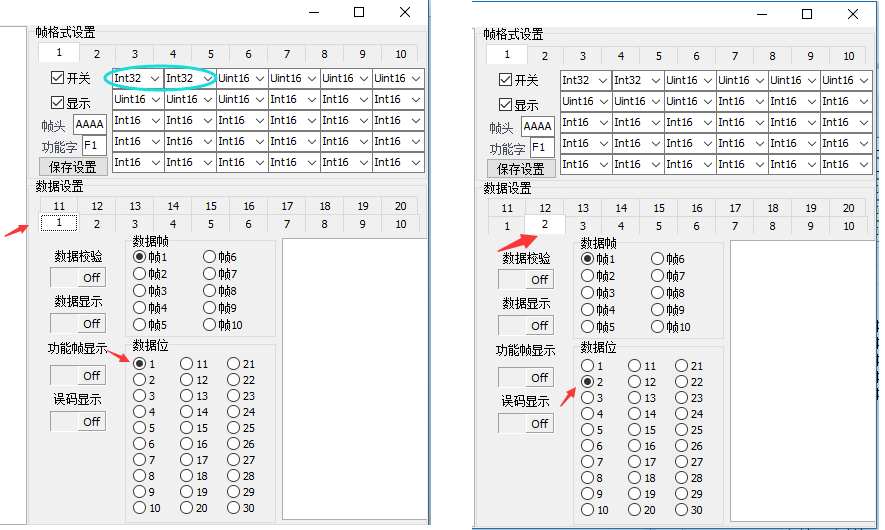 帧格式设置
1 2 3 4 5 6 7 8 9 10
开关 Int32 Int32 Uint16 Uint16 Uint16 Uint16
显示 Uint16 Uint16 Uint16 Uint16 Uint16 Uint16
帧头 AAAA Int16 Int16 Int16 Int16 Int16 Int16
功能字 F1 Int16 Int16 Int16 Int16 Int16 Int16
保存设置 Int16 Int16 Int16 Int16 Int16 Int16
数据设置
11 12 13 14 15 16 17 18 19 20
1 2 3 4 5 6 7 8 9 10
数据帧
数据校验 帧1 帧6
Off 帧2 帧7
数据显示 帧3 帧8
帧4 帧9
Off 帧5 帧10
功能帧显示 数据位
1 11 21
Off 2 12 22
误码显示 3 13 23
4 14 24
Off 5 15 25
6 16 26
7 17 27
8 18 28
9 19 29
10 20 30
帧格式设置
1 2 3 4 5 6 7 8 9 10
开关 Int32 Int32 Uint16 Uint16 Uint16 Uint16
显示 Uint16 Uint16 Uint16 Uint16 Uint16 Uint16
帧头 AAAA Int16 Int16 Int16 Int16 Int16 Int16
功能字 F1 Int16 Int16 Int16 Int16 Int16 Int16
保存设置 Int16 Int16 Int16 Int16 Int16 Int16
数据设置
11 12 13 14 15 16 17 18 19 20
1 2 3 4 5 6 7 8 9 10
数据帧
数据校验 帧1 帧6
Off 帧2 帧7
数据显示 帧3 帧8
帧4 帧9
Off 帧5 帧10
功能帧显示 数据位
1 11 21
Off 2 12 22
误码显示 3 13 23
4 14 24
Off 5 15 25
6 16 26
7 17 27
8 18 28
9 19 29
10 20 30